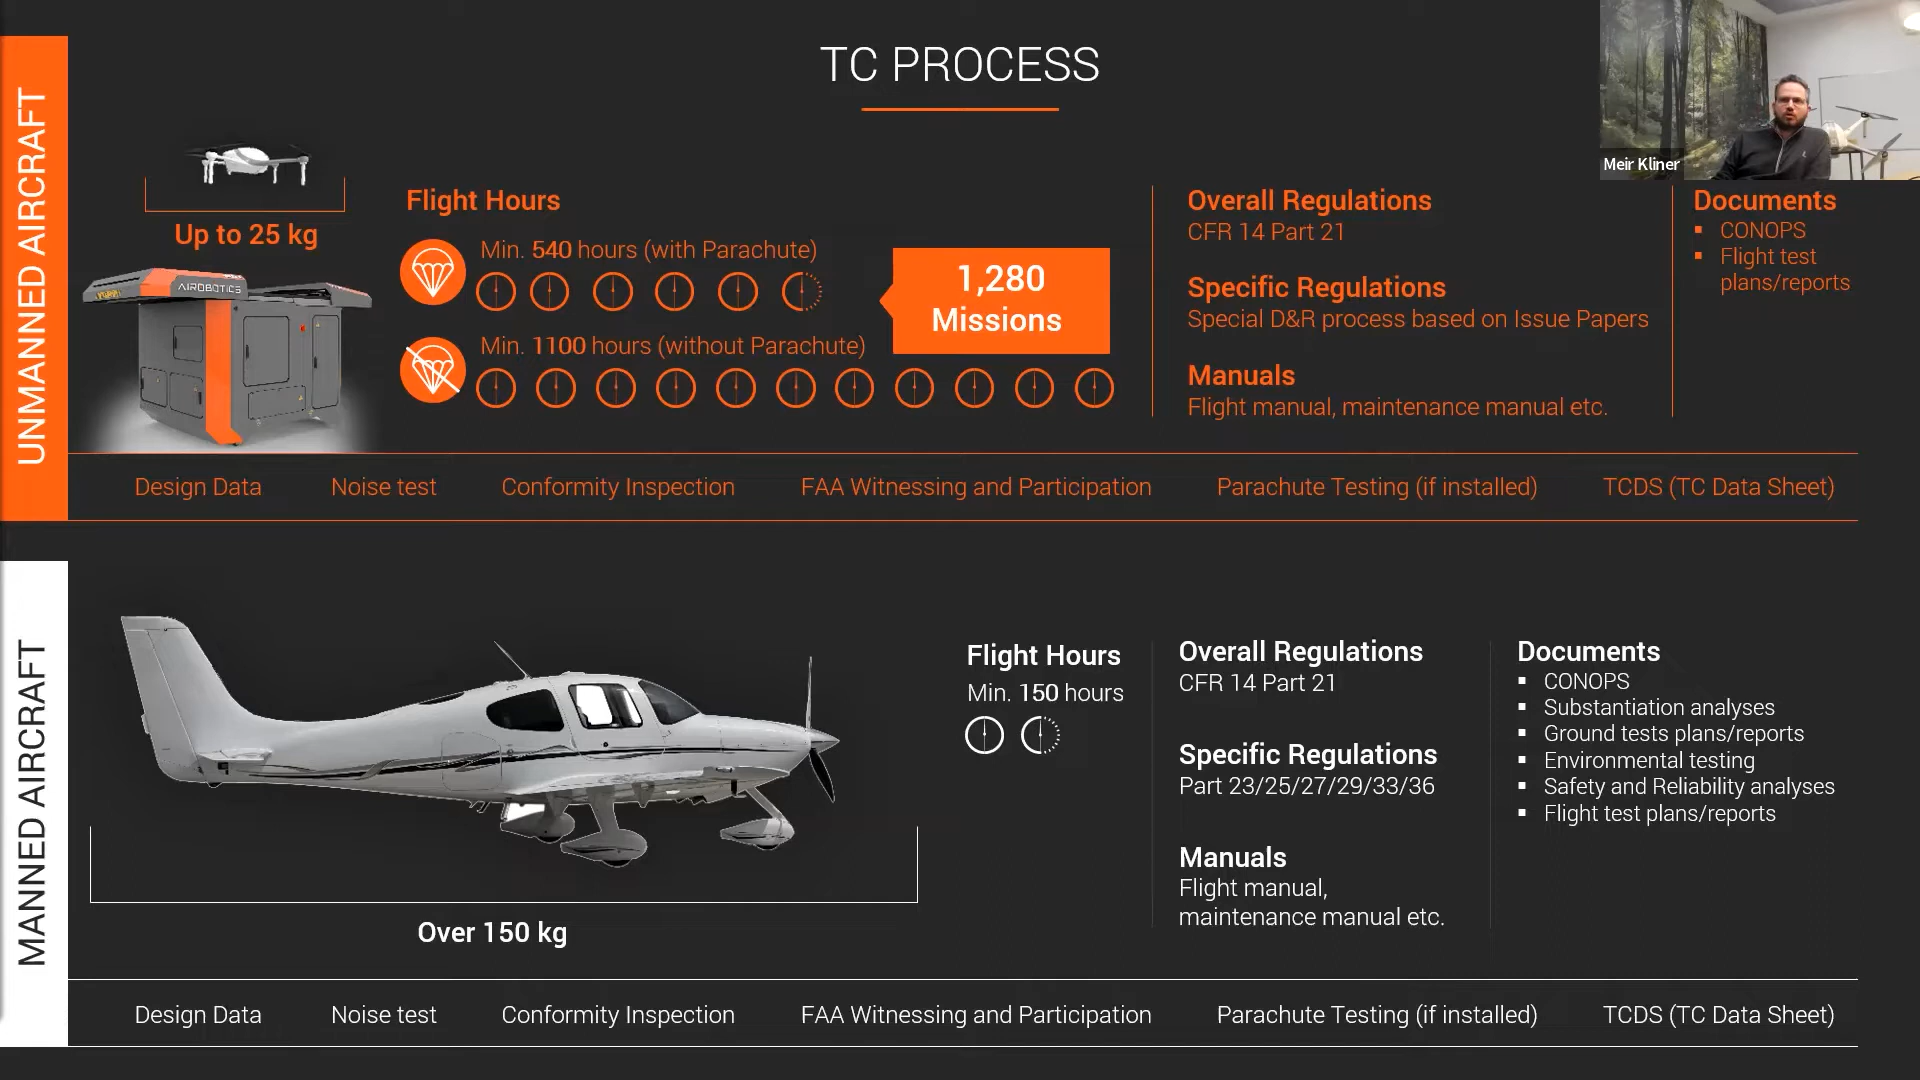 TC PROCESS
Meir Kliner
UNMANNED AIRCRAFT
Up to 25 kg
AIROBOTICS
Flight Hours
Min. 540 hours (with Parachute)
Min. 1100 hours (without Parachute)
1,280
Missions
Overall Regulations
CFR 14 Part 21
Specific Regulations
Special D&R process based on Issue Papers
Manuals
Flight manual, maintenance manual etc.
Documents
▪ CONOPS
▪ Flight test
plans/reports
Design Data
Noise test
Conformity Inspection
FAA Witnessing and Participation
Parachute Testing (if installed)
TCDS (TC Data Sheet)
MANNED AIRCRAFT
Over 150 kg
Flight Hours
Min. 150 hours
Overall Regulations
CFR 14 Part 21
Specific Regulations
Part 23/25/27/29/33/36
Manuals
Flight manual,
maintenance manual etc.
Documents
▪ CONOPS
▪ Substantiation analyses
▪ Ground tests plans/reports
▪ Environmental testing
▪ Safety and Reliability analyses
▪ Flight test plans/reports
Design Data
Noise test
Conformity Inspection
FAA Witnessing and Participation
Parachute Testing (if installed)
TCDS (TC Data Sheet)